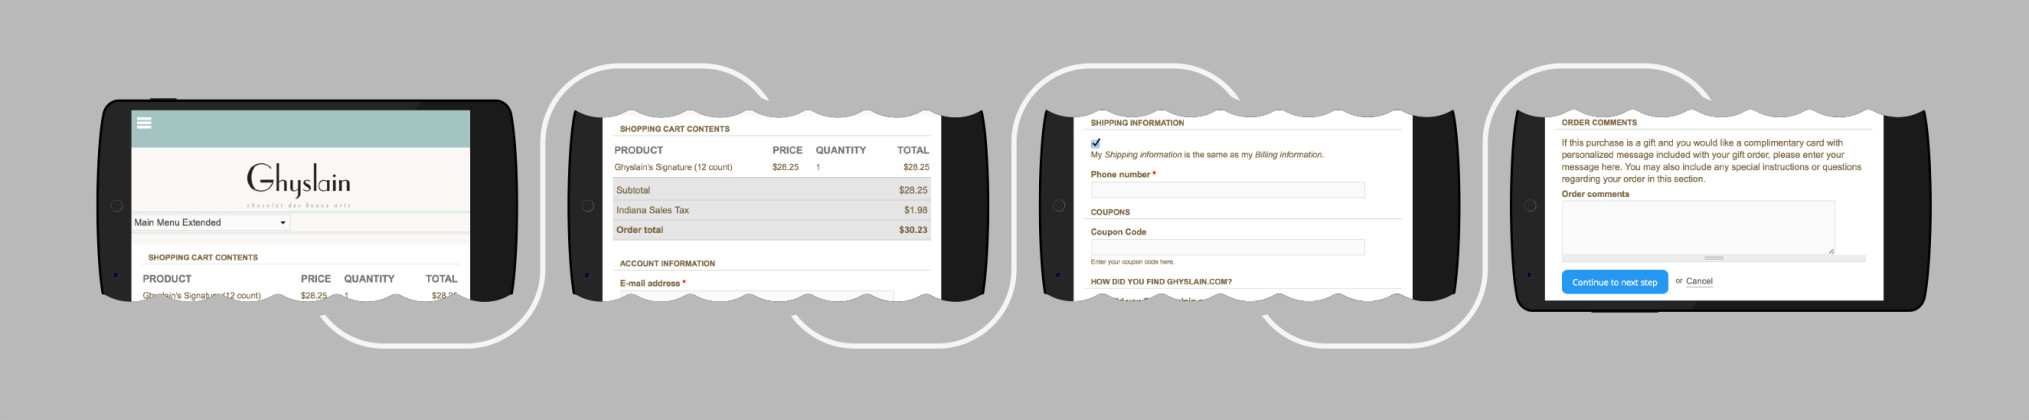 Ghyslain
chocolat des beaux arts
Main Menu Extended
SHOPPING CART CONTENTS
PRODUCT PRICE QUANTITY TOTAL
Ghyslain's Signature (12 count) $28.25 1 $28.25
SHOPPING CART CONTENTS
PRODUCT PRICE QUANTITY TOTAL
Ghyslain's Signature (12 count) $28.25 1 $28.25
Subtotal $28.25
Indiana Sales Tax $1.98
Order total $30.23
ACCOUNT INFORMATION
E-mail address *
SHIPPING INFORMATION
My Shipping information is the same as my Billing information.
Phone number *
COUPONS
Coupon Code
Enter your coupon code here.
HOW DID YOU FIND GHYSLAIN.COM?
ORDER COMMENTS
If this purchase is a gift and you would like a complimentary card with
personalized message included with your gift order, please enter your
message here. You may also include any special instructions or questions
regarding your order in this section.
Order comments
Continue to next step or Cancel